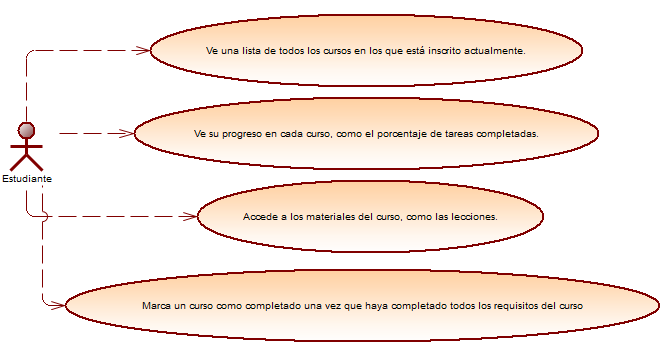 Ve una lista de todos los cursos en los que está inscrito actualmente.
Ve su progreso en cada curso, como el porcentaje de tareas completadas.
Estudiante
Accede a los materiales del curso, como las lecciones.
Marca un curso como completado una vez que haya completado todos los requisitos del curso